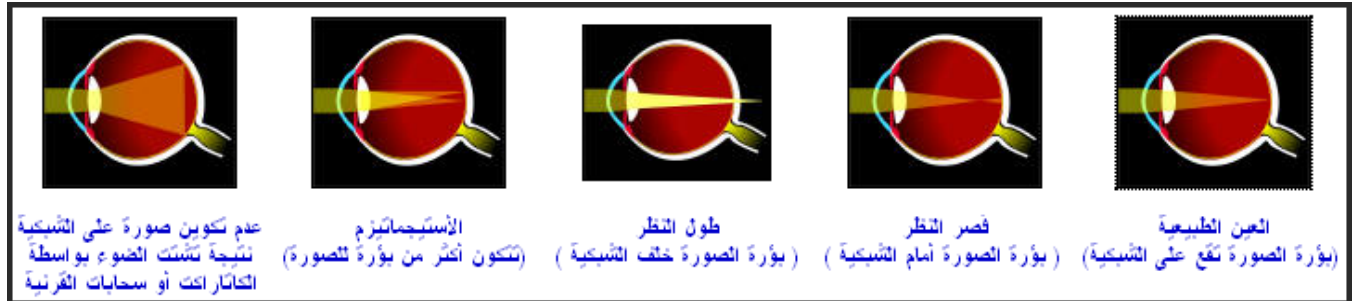 العين الطبيعية
(بؤرة الصورة تقع على الشبكية)
قصر النظر
( بؤرة الصورة أمام الشبكية )
طول النظر
( بؤرة الصورة خلف الشبكية )
الأستيجماتيزم
(تتكون أكثر من بؤرة للصورة)
عدم تكوين صورة على الشبكية
نتيجة تشتت الضوء بواسطة
الكاتاراكت أو سحابات القرنية